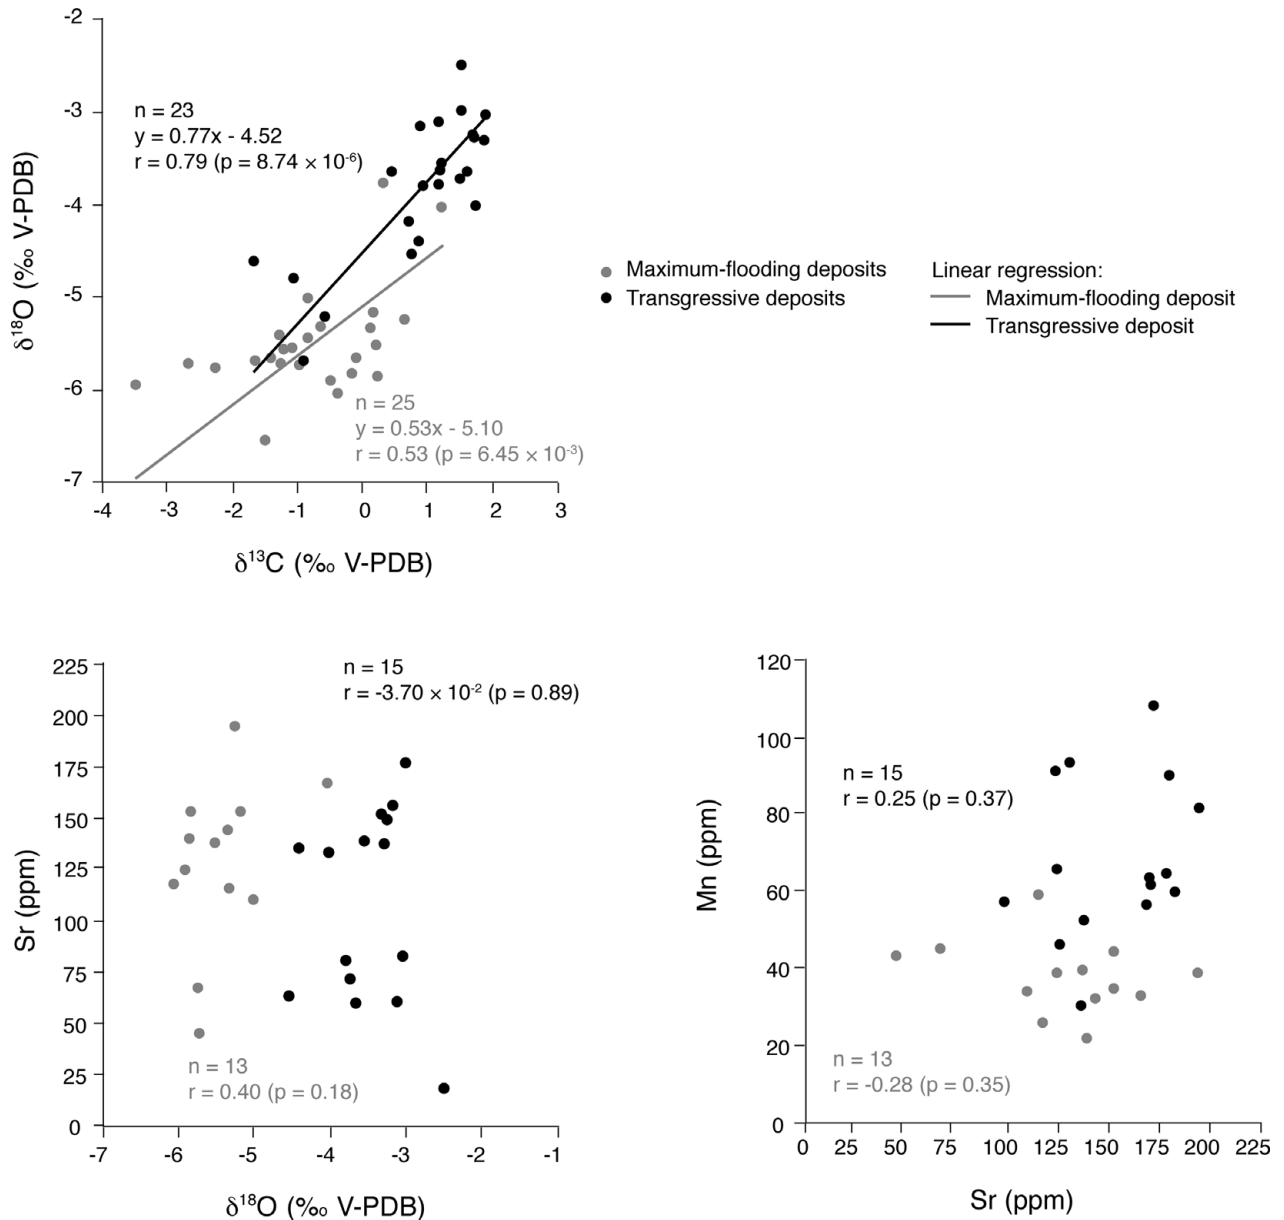 -2
-3
-4
-5
-6
-7
δ¹⁸O (‰ V-PDB)
n = 23
y = 0.77x - 4.52
r = 0.79 (p = 8.74 × 10⁻⁶)
n = 25
y = 0.53x - 5.10
r = 0.53 (p = 6.45 × 10⁻³)
-4 -3 -2 -1 0 1 2 3
δ¹³C (‰ V-PDB)
Maximum-flooding deposits
Transgressive deposits
Linear regression:
Maximum-flooding deposit
Transgressive deposit
225
200
175
150
125
100
75
50
25
0
Sr (ppm)
n = 15
r = -3.70 × 10⁻² (p = 0.89)
n = 13
r = 0.40 (p = 0.18)
-7 -6 -5 -4 -3 -2 -1
δ¹⁸O (‰ V-PDB)
120
100
80
60
40
20
0
Mn (ppm)
n = 15
r = 0.25 (p = 0.37)
n = 13
r = -0.28 (p = 0.35)
0 25 50 75 100 125 150 175 200 225
Sr (ppm)